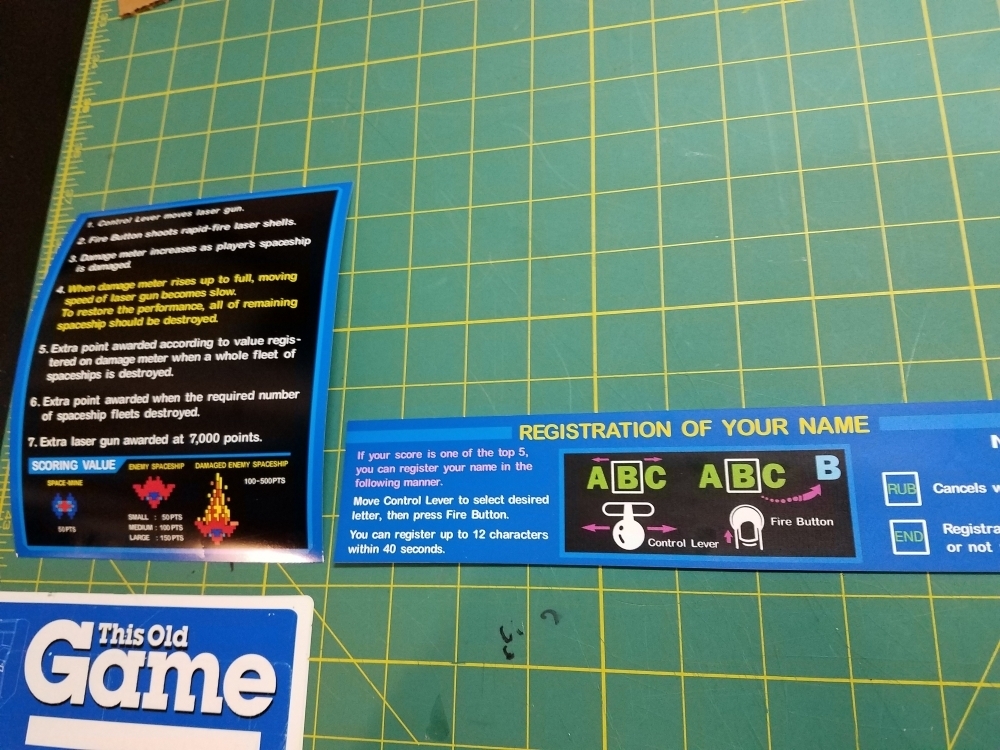 1. Control Lever moves laser gun.
2. Fire Button shoots rapid-fire laser shells.
3. Damage meter increases as player's spaceship
is damaged.
4. When damage meter rises up to full, moving
speed of laser gun becomes slow.
To restore the performance, all of remaining
spaceship should be destroyed.
5. Extra point awarded according to value regis-
tered on damage meter when a whole fleet of
spaceships is destroyed.
6. Extra point awarded when the required number
of spaceship fleets destroyed.
7. Extra laser gun awarded at 7,000 points.
SCORING VALUE
ENEMY SPACESHIP
DAMAGED ENEMY SPACESHIP
SPACE-MINE
100-500PTS
50PTS
SMALL : 50PTS
MEDIUM : 100PTS
LARGE : 150PTS
REGISTRATION OF YOUR NAME
If your score is one of the top 5,
you can register your name in the
following manner.
Move Control Lever to select desired
letter, then press Fire Button.
You can register up to 12 characters
within 40 seconds.
ABC
ABC
B
Control Lever
Fire Button
N
RUB
Cancels w
END
Registra
or not
This Old
Game